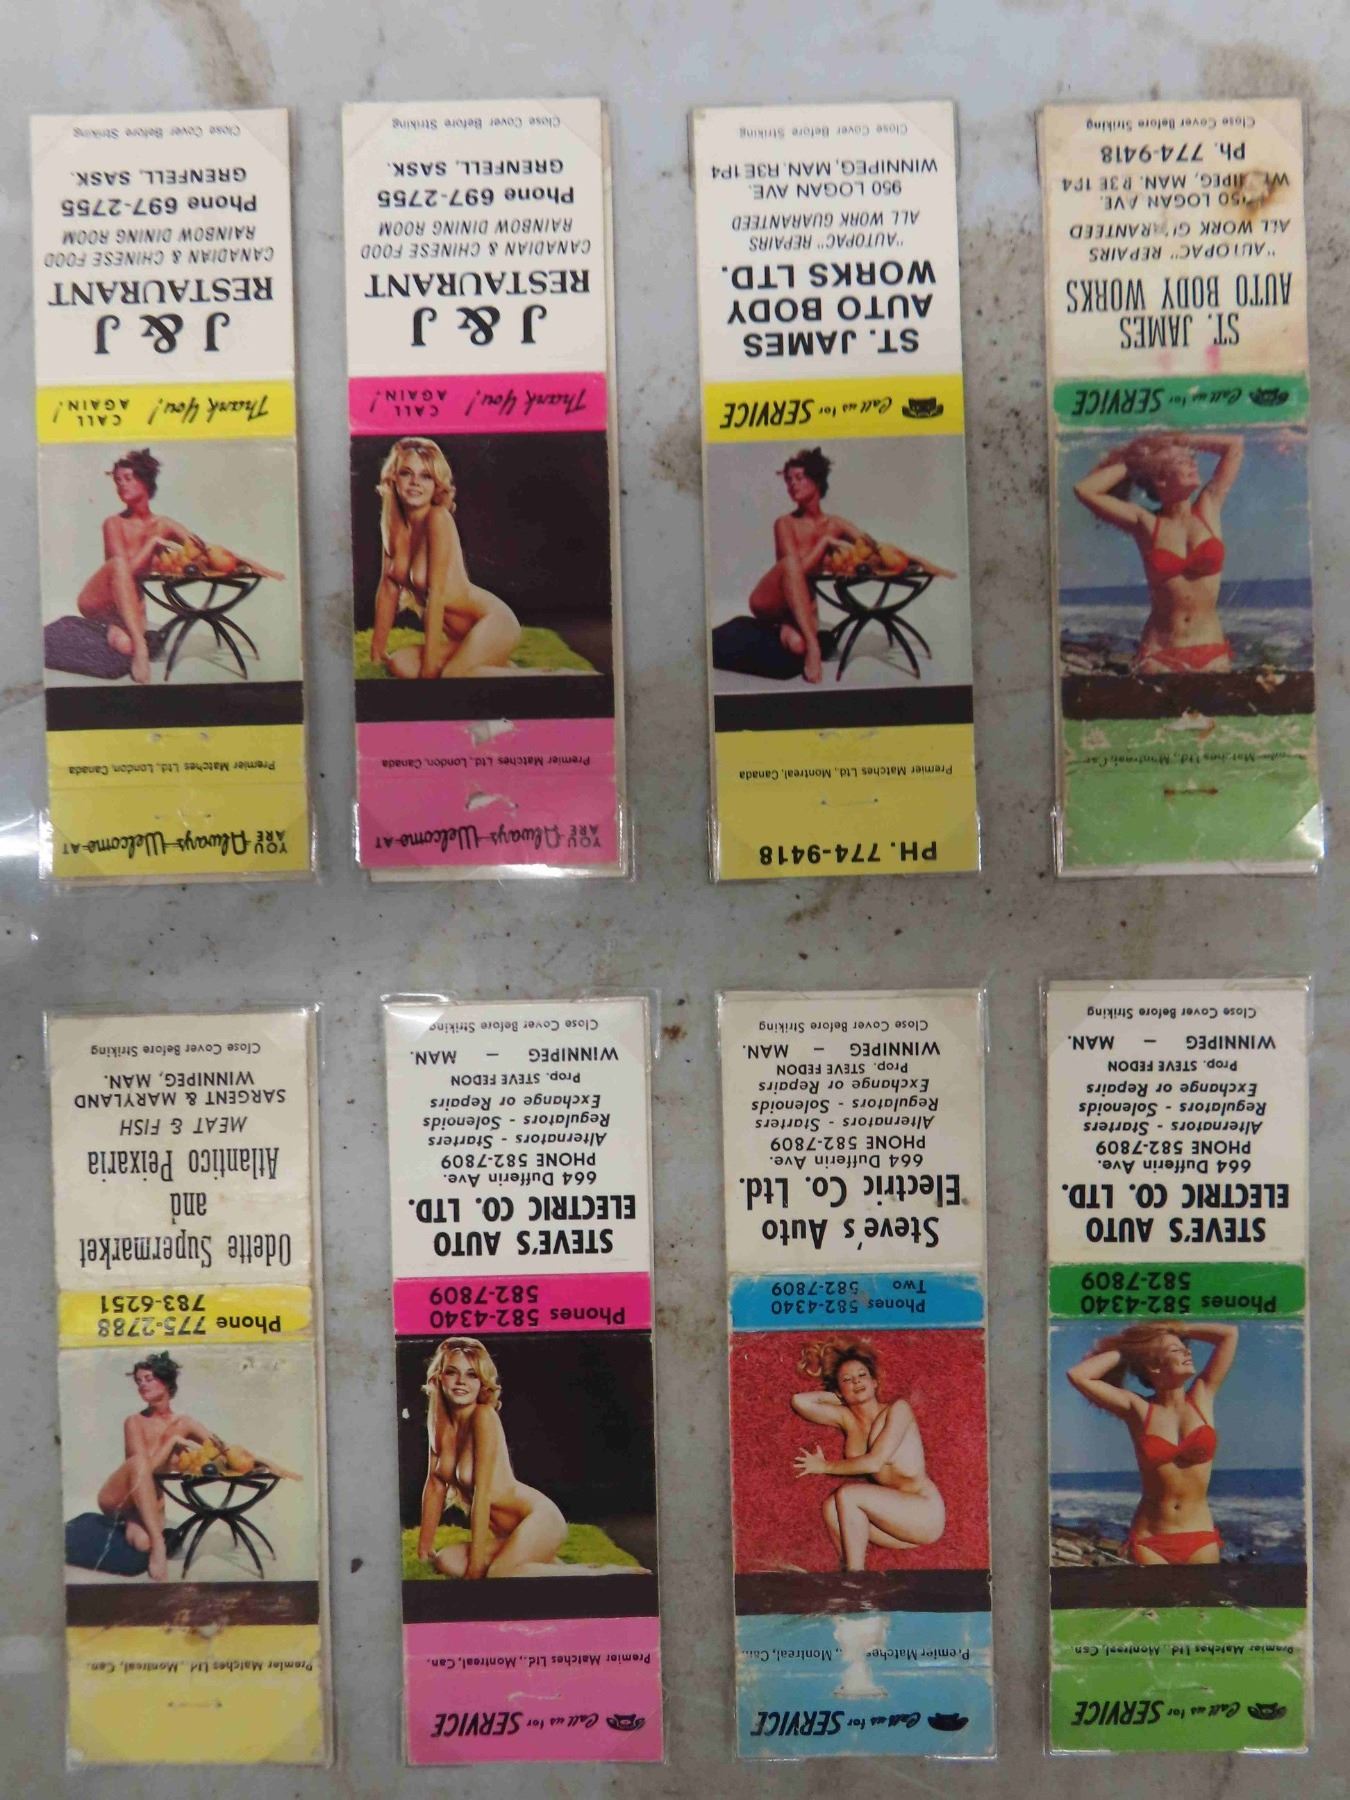 YOU ARE Always Welcome AT
Premier Matches Ltd. London, Canada
Thank You! CALL AGAIN!
J & J
RESTAURANT
CANADIAN & CHINESE FOOD
RAINBOW DINING ROOM
Phone 697-2755
GRENFELL, SASK.
Close Cover Before Striking
YOU ARE Always Welcome AT
Premier Matches Ltd. London, Canada
Thank You! CALL AGAIN!
J & J
RESTAURANT
CANADIAN & CHINESE FOOD
RAINBOW DINING ROOM
Phone 697-2755
GRENFELL, SASK.
Close Cover Before Striking
PH. 774-9418
Premier Matches, Ltd., Montreal, Canada
Call us for SERVICE
ST. JAMES
AUTO BODY
WORKS LTD.
"AUTOPAC" REPAIRS
ALL WORK GUARANTEED
950 LOGAN AVE.
WINNIPEG, MAN. R3E 1P4
Close Cover Before Striking
Matches Ltd., Montreal, Can
Call us for SERVICE
ST. JAMES
AUTO BODY WORKS
"AUTOPAC" REPAIRS
ALL WORK GUARANTEED
950 LOGAN AVE.
WINNIPEG, MAN. R3E 1P4
Ph. 774-9418
Close Cover Before Striking
Premier Matches Ltd., Montreal, Can.
Phone 775-2788
783-6251
Odette Supermarket
and
Atlantico Peixaria
MEAT & FISH
SARGENT & MARYLAND
WINNIPEG, MAN.
Close Cover Before Striking
Call us for SERVICE
Premier Matches Ltd., Montreal, Can.
Phones 582-4340
582-7809
STEVE'S AUTO
ELECTRIC CO. LTD.
664 Dufferin Ave.
PHONE 582-7809
Alternators - Starters
Regulators - Solenoids
Exchange or Repairs
Prop. STEVE FEDON
WINNIPEG — MAN.
Close Cover Before Striking
Call us for SERVICE
Premier Matches ., Montreal, Can.
Phones 582-4340
Two 582-7809
Steve's Auto
Electric Co. Ltd.
664 Dufferin Ave.
PHONE 582-7809
Alternators - Starters
Regulators - Solenoids
Exchange or Repairs
Prop. STEVE FEDON
WINNIPEG — MAN.
Close Cover Before Striking
Call us for SERVICE
Premier Matches Ltd., Montreal, Can.
Phones 582-4340
582-7809
STEVE'S AUTO
ELECTRIC CO. LTD.
664 Dufferin Ave.
PHONE 582-7809
Alternators - Starters
Regulators - Solenoids
Exchange or Repairs
Prop. STEVE FEDON
WINNIPEG — MAN.
Close Cover Before Striking